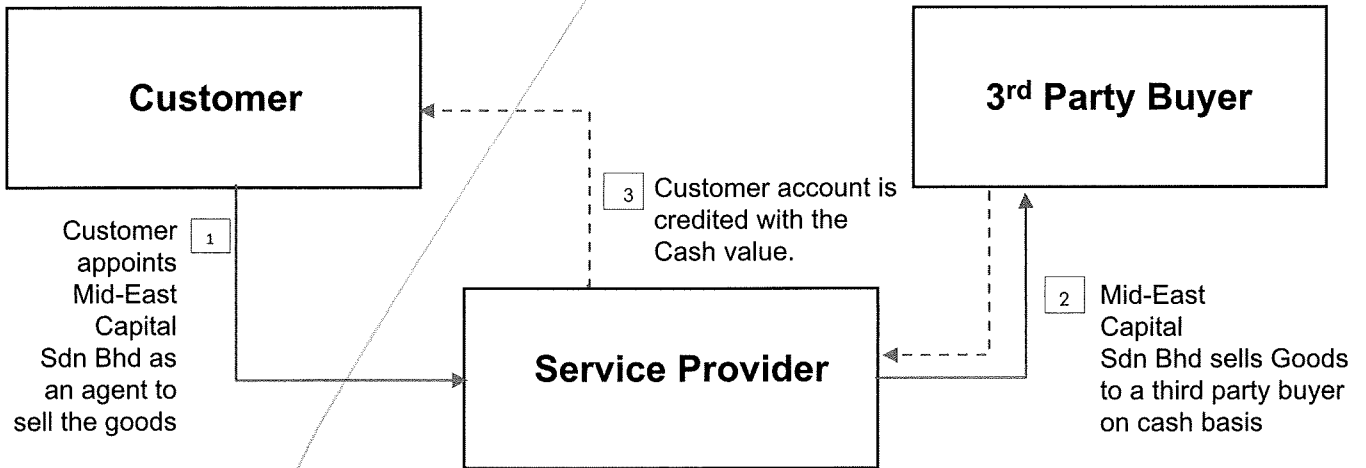 Customer
3rd Party Buyer
1
Customer
appoints
Mid-East
Capital
Sdn Bhd as
an agent to
sell the goods
3
Customer account is
credited with the
Cash value.
Service Provider
2
Mid-East
Capital
Sdn Bhd sells Goods
to a third party buyer
on cash basis